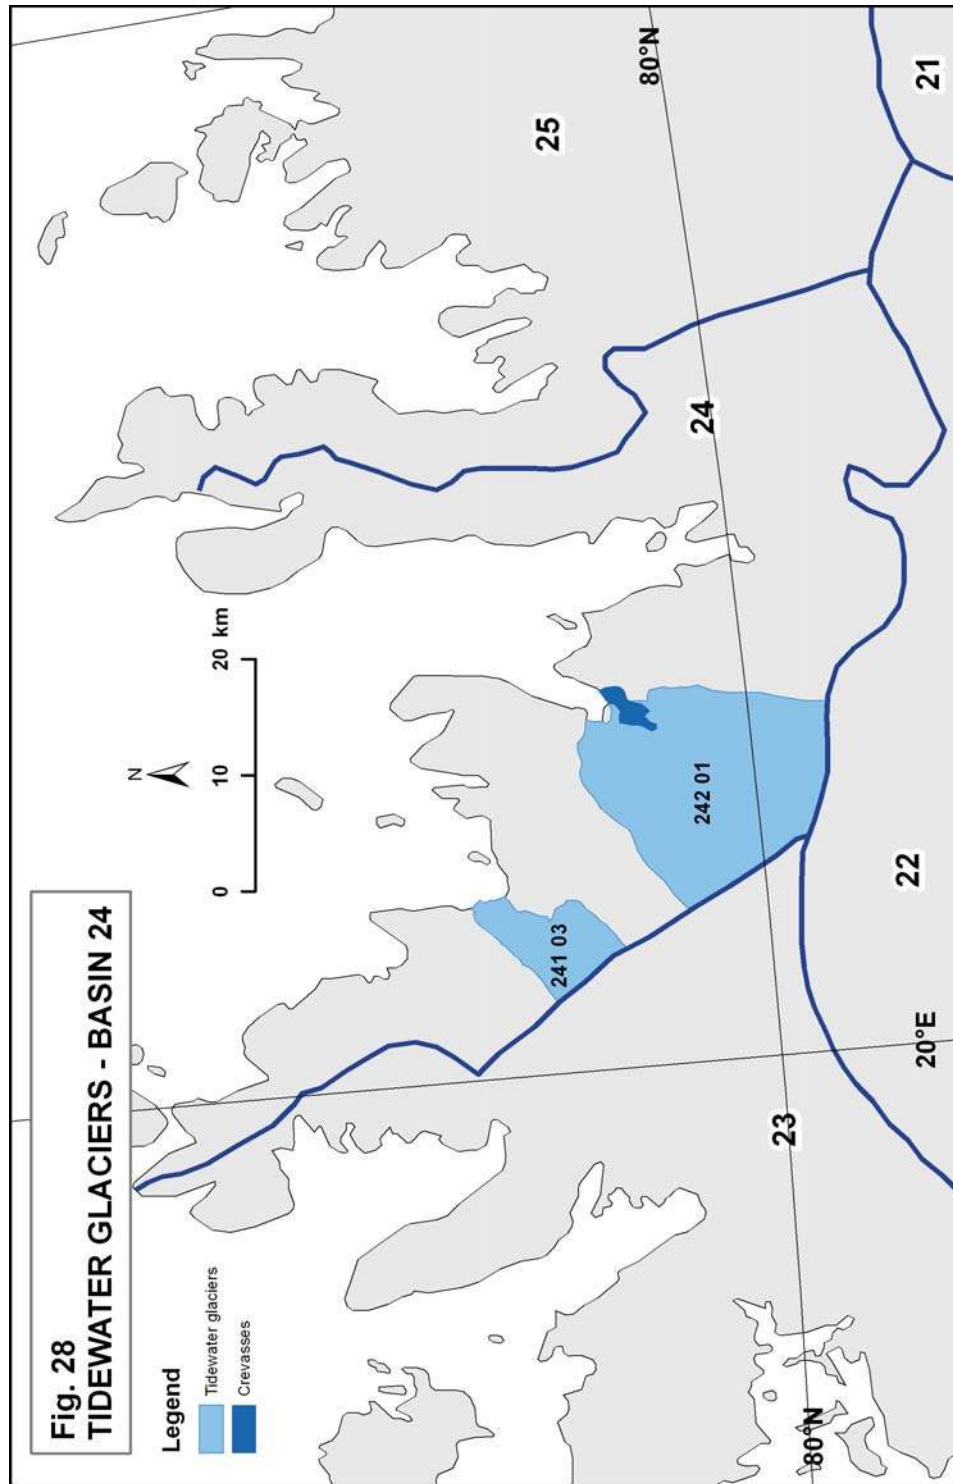 Fig. 28
TIDEWATER GLACIERS - BASIN 24
Legend
Tidewater glaciers
Crevasses
N
0 10 20 km
80°N
25
21
24
241 03
242 01
22
23
20°E
80°N